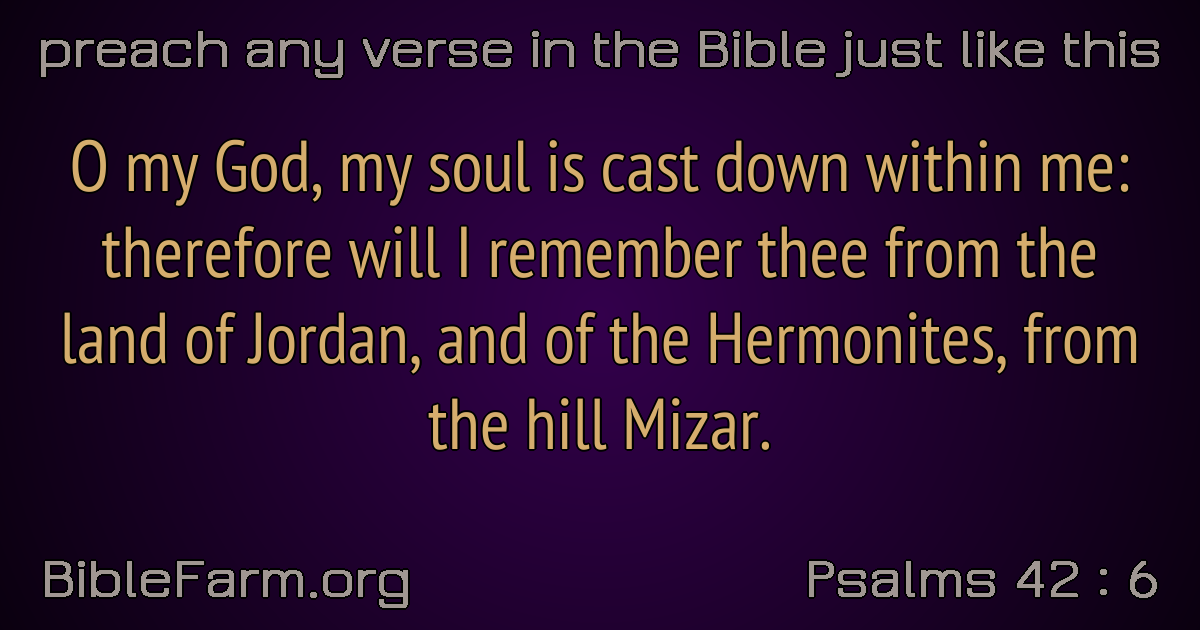 preach any verse in the Bible just like this
O my God, my soul is cast down within me:
therefore will I remember thee from the
land of Jordan, and of the Hermonites, from
the hill Mizar.
BibleFarm.org
Psalms 42 : 6